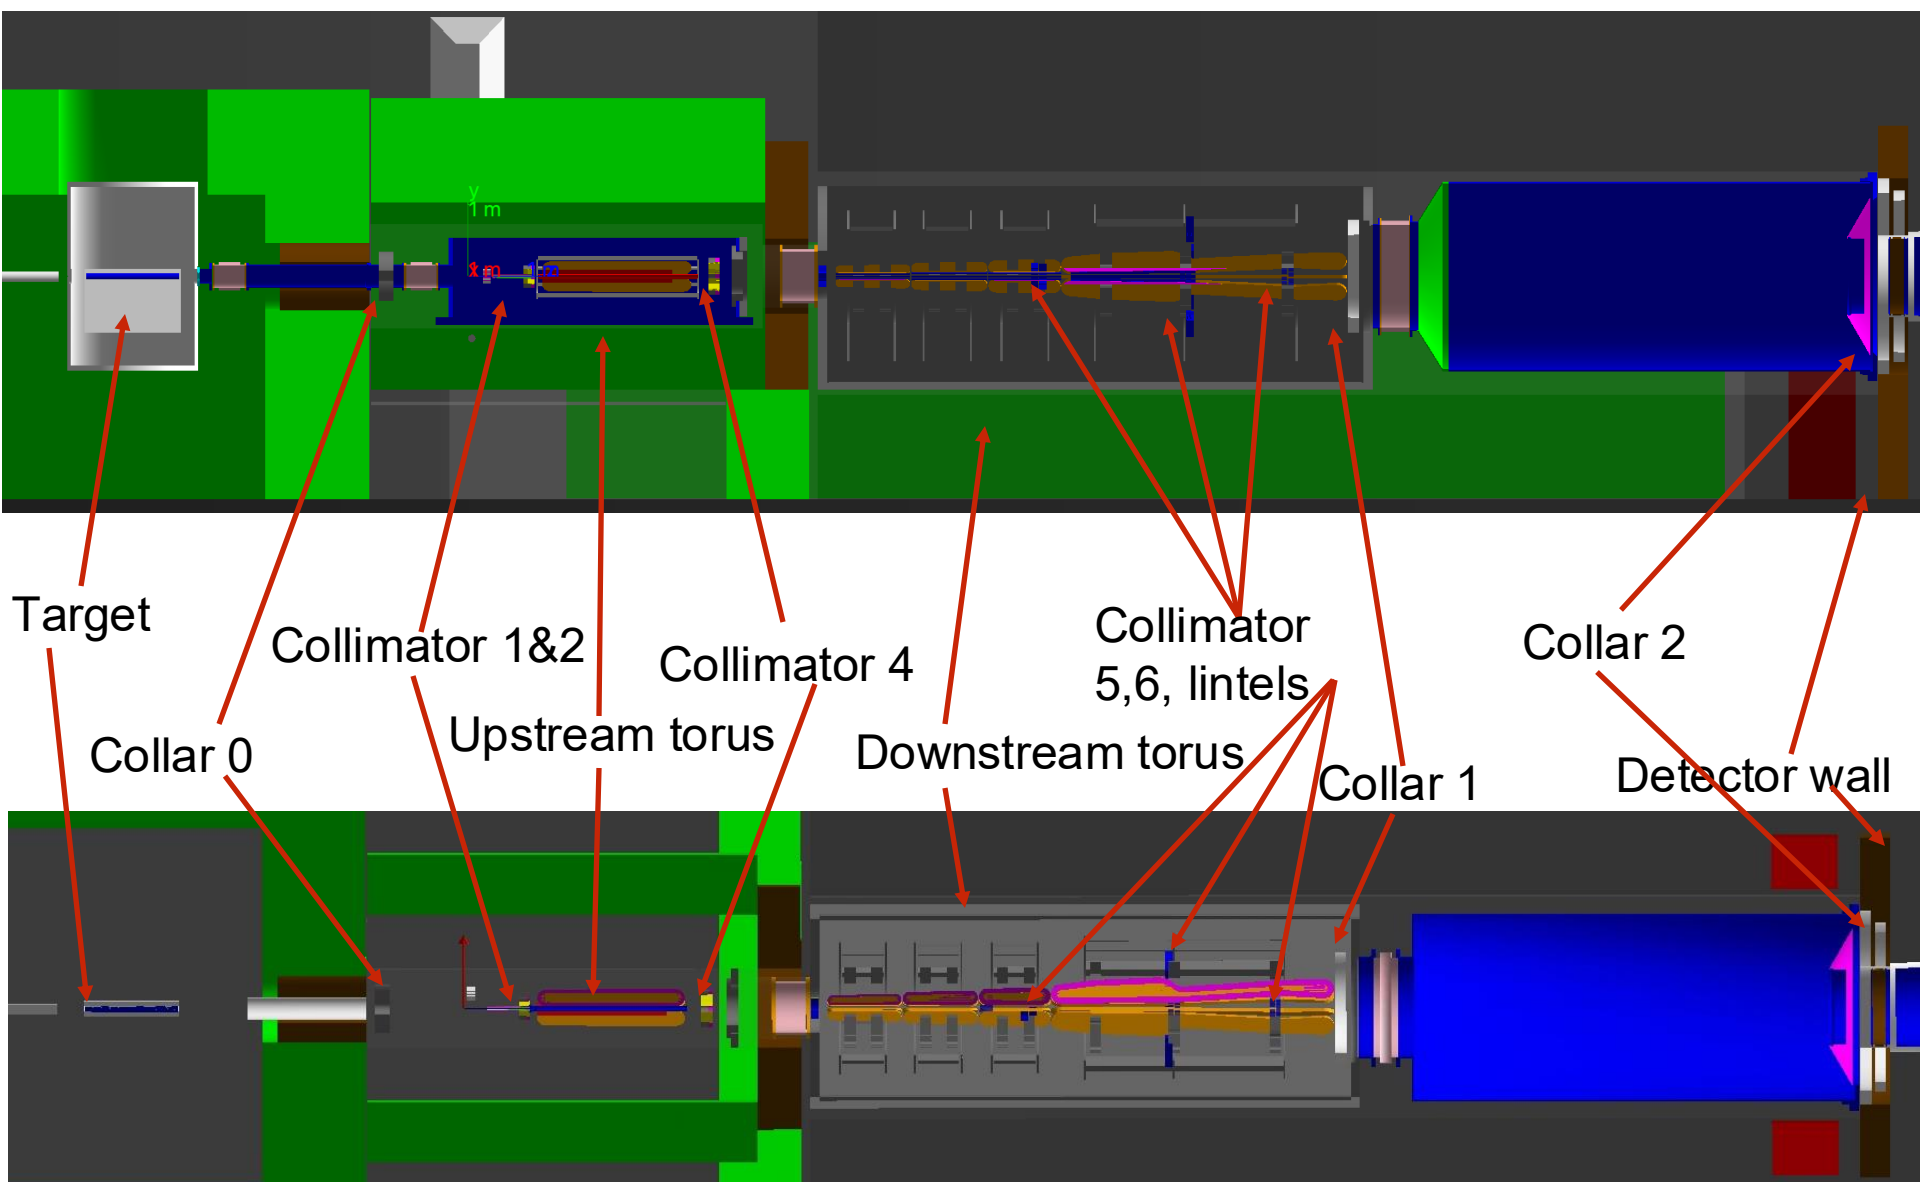 y
1 m
x m
Target
Collimator 1&2
Collimator 4
Collimator
5,6, lintels
Collar 2
Collar 0
Upstream torus
Downstream torus
Collar 1
Detector wall